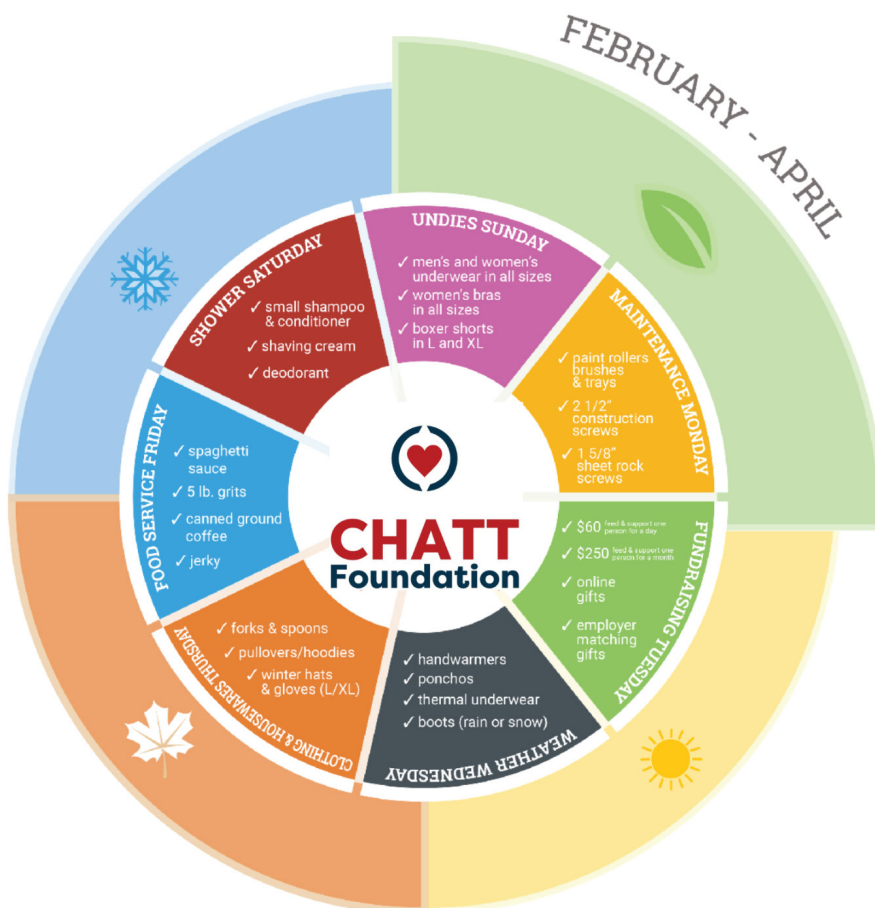 FEBRUARY - APRIL
UNDIES SUNDAY
✓ men's and women's
underwear in all sizes
✓ women's bras
in all sizes
✓ boxer shorts
in L and XL
MAINTENANCE MONDAY
✓ paint rollers
brushes
& trays
✓ 2 1/2"
construction
screws
✓ 1 5/8"
sheet rock
screws
FUNDRAISING TUESDAY
✓ $60 feed & support one
person for a day
✓ $250 feed & support one
person for a month
✓ online
gifts
✓ employer
matching
gifts
WEATHER WEDNESDAY
✓ handwarmers
✓ ponchos
✓ thermal underwear
✓ boots (rain or snow)
CLOTHING & HOUSEWARES THURSDAY
✓ forks & spoons
✓ pullovers/hoodies
✓ winter hats
& gloves (L/XL)
FOOD SERVICE FRIDAY
✓ spaghetti
sauce
✓ 5 lb. grits
✓ canned ground
coffee
✓ jerky
SHOWER SATURDAY
✓ small shampoo
& conditioner
✓ shaving cream
✓ deodorant
CHATT
Foundation